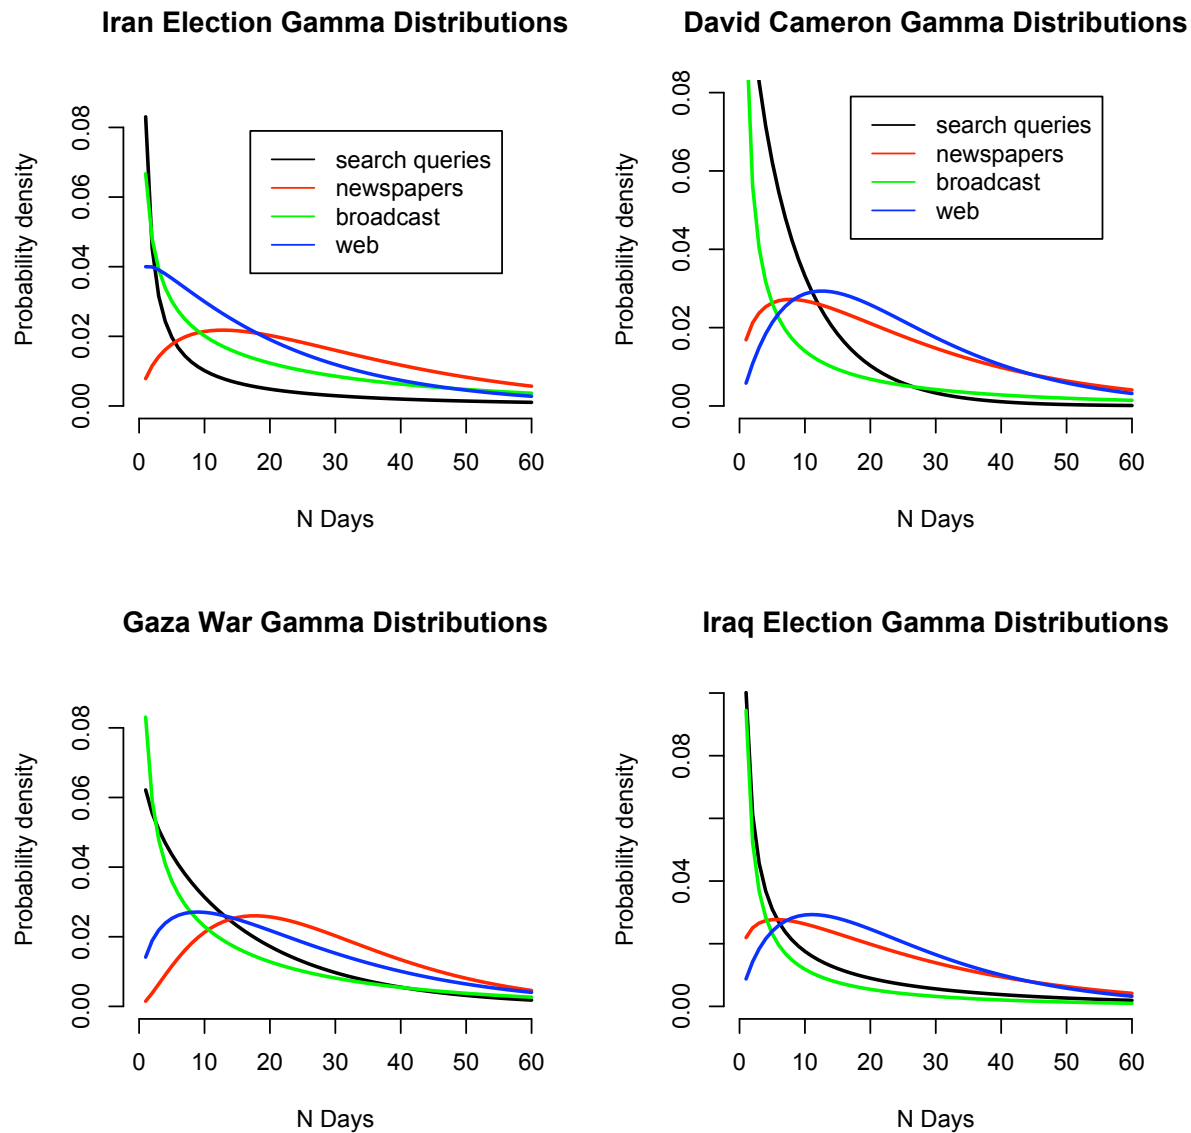 Iran Election Gamma Distributions
Probability density
0.00 0.02 0.04 0.06 0.08
search queries
newspapers
broadcast
web
0 10 20 30 40 50 60
N Days
David Cameron Gamma Distributions
Probability density
0.00 0.02 0.04 0.06 0.08
search queries
newspapers
broadcast
web
0 10 20 30 40 50 60
N Days
Gaza War Gamma Distributions
Probability density
0.00 0.02 0.04 0.06 0.08
0 10 20 30 40 50 60
N Days
Iraq Election Gamma Distributions
Probability density
0.00 0.04 0.08
0 10 20 30 40 50 60
N Days